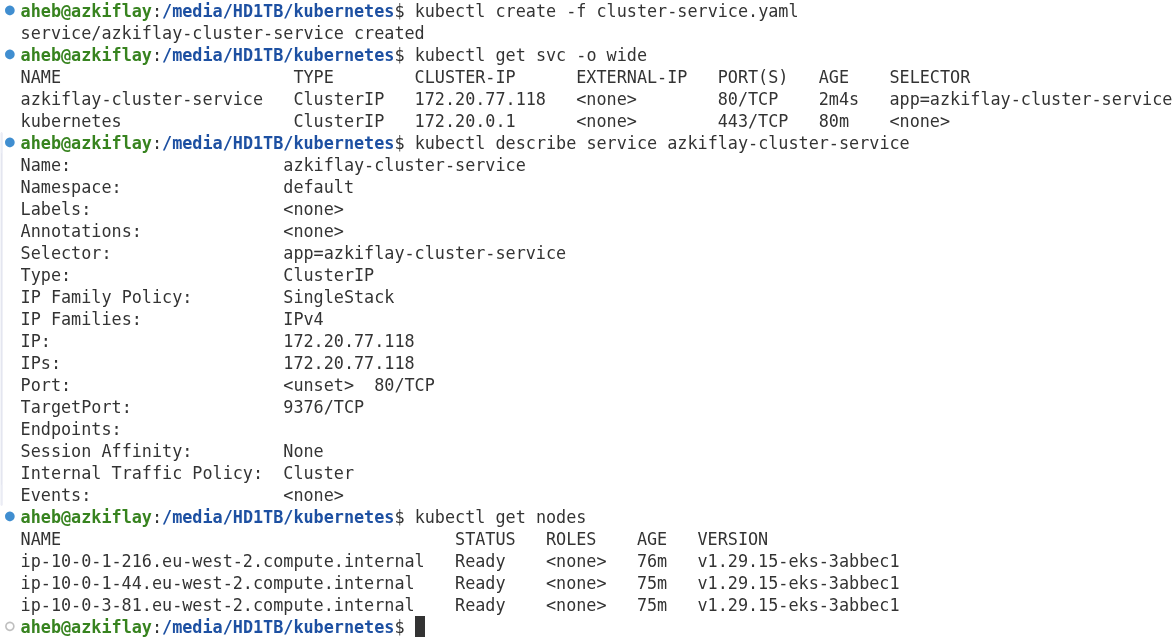 aheb@azkiflay:/media/HD1TB/kubernetes$ kubectl create -f cluster-service.yaml
service/azkiflay-cluster-service created
aheb@azkiflay:/media/HD1TB/kubernetes$ kubectl get svc -o wide
NAME                       TYPE        CLUSTER-IP      EXTERNAL-IP   PORT(S)   AGE    SELECTOR
azkiflay-cluster-service   ClusterIP   172.20.77.118   <none>        80/TCP    2m4s   app=azkiflay-cluster-service
kubernetes                 ClusterIP   172.20.0.1      <none>        443/TCP   80m    <none>
aheb@azkiflay:/media/HD1TB/kubernetes$ kubectl describe service azkiflay-cluster-service
Name:                     azkiflay-cluster-service
Namespace:                default
Labels:                   <none>
Annotations:              <none>
Selector:                 app=azkiflay-cluster-service
Type:                     ClusterIP
IP Family Policy:         SingleStack
IP Families:              IPv4
IP:                       172.20.77.118
IPs:                      172.20.77.118
Port:                     <unset>  80/TCP
TargetPort:               9376/TCP
Endpoints:
Session Affinity:         None
Internal Traffic Policy:  Cluster
Events:                   <none>
aheb@azkiflay:/media/HD1TB/kubernetes$ kubectl get nodes
NAME                                       STATUS   ROLES    AGE   VERSION
ip-10-0-1-216.eu-west-2.compute.internal   Ready    <none>   76m   v1.29.15-eks-3abbec1
ip-10-0-1-44.eu-west-2.compute.internal    Ready    <none>   75m   v1.29.15-eks-3abbec1
ip-10-0-3-81.eu-west-2.compute.internal    Ready    <none>   75m   v1.29.15-eks-3abbec1
aheb@azkiflay:/media/HD1TB/kubernetes$